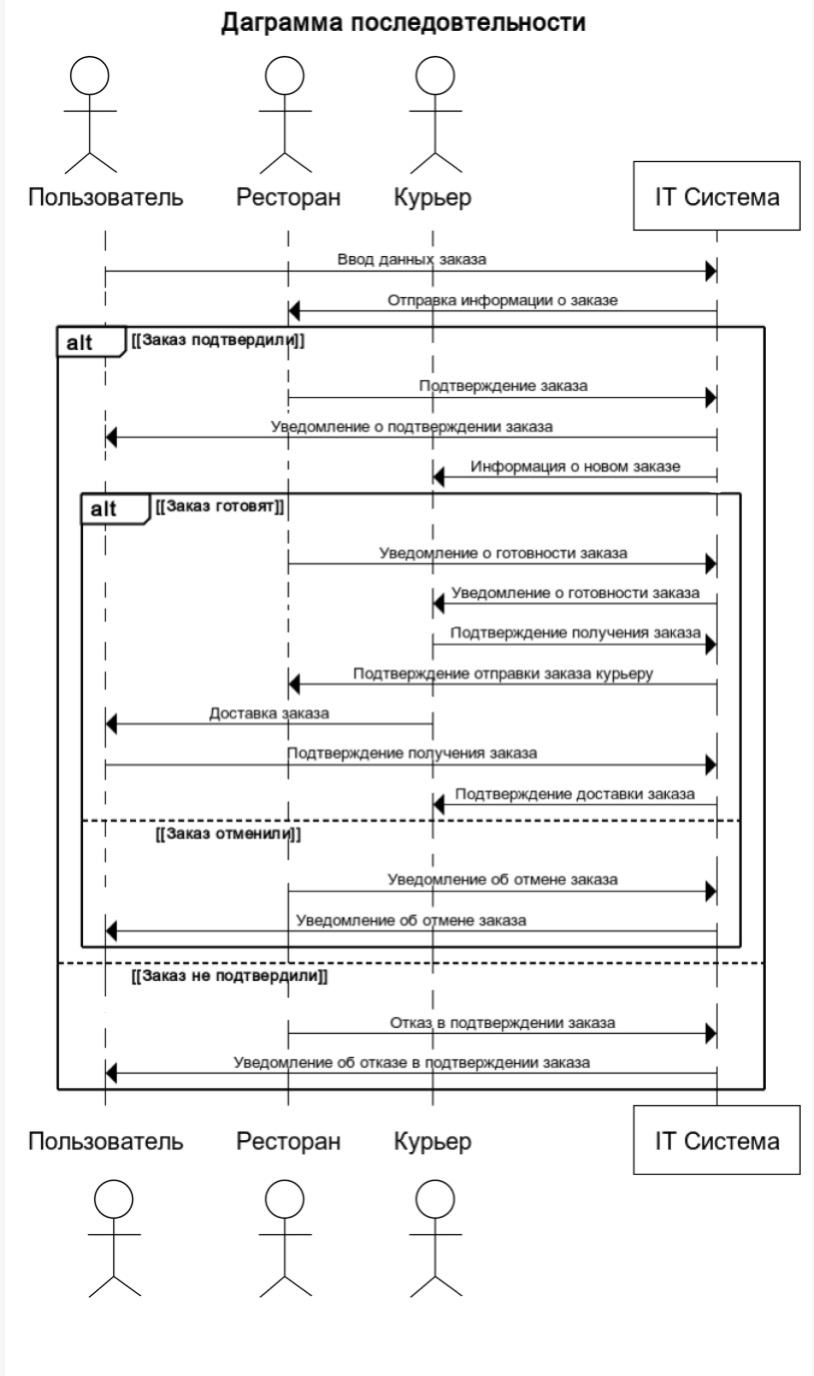 Даграмма последовтельности
Пользователь Ресторан Курьер IT Система
Ввод данных заказа
Отправка информации о заказе
alt [[Заказ подтвердили]]
Подтверждение заказа
Уведомление о подтверждении заказа
Информация о новом заказе
alt [[Заказ готовят]]
Уведомление о готовности заказа
Уведомление о готовности заказа
Подтверждение получения заказа
Подтверждение отправки заказа курьеру
Доставка заказа
Подтверждение получения заказа
Подтверждение доставки заказа
[[Заказ отменили]]
Уведомление об отмене заказа
Уведомление об отмене заказа
[[Заказ не подтвердили]]
Отказ в подтверждении заказа
Уведомление об отказе в подтверждении заказа
Пользователь Ресторан Курьер IT Система